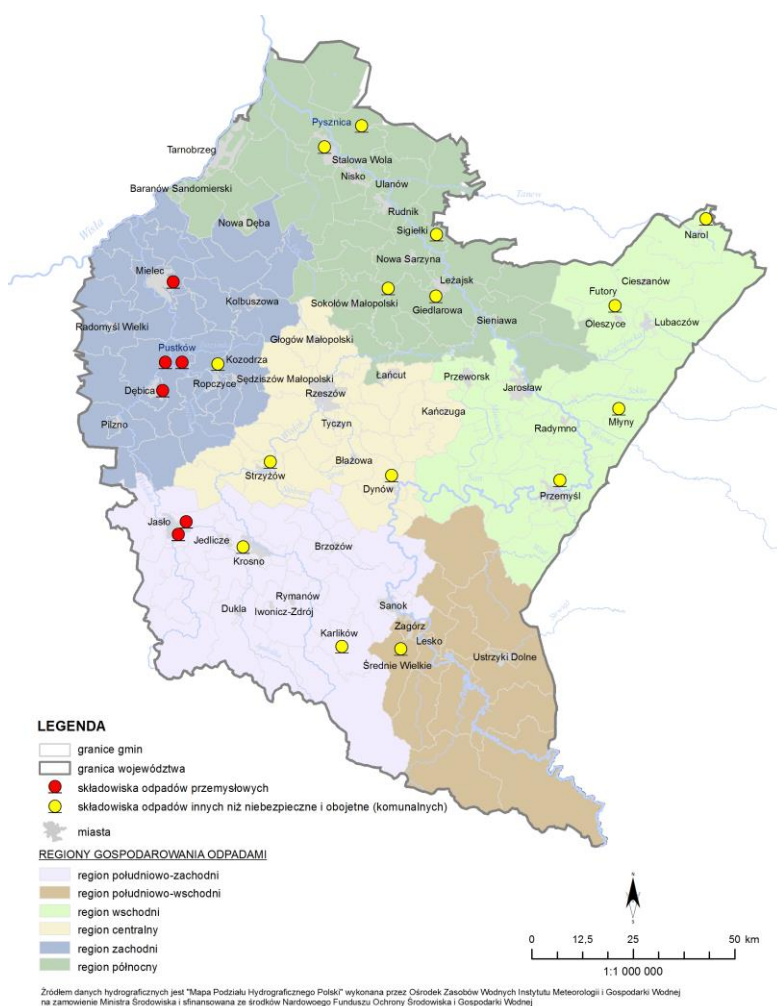 Pysznica
Tarnobrzeg
Stalowa Wola
Nisko
Ulanów
Baranów Sandomierski
Tanew
Rudnik
Wisła
Nowa Dęba
Sigiełki
Narol
Nowa Sarzyna
Mielec
Cieszanów
Leżajsk
Futory
Kolbuszowa
Sokołów Małopolski
Giedlarowa
Radomyśl Wielki
Sieniawa
Oleszyce
Lubaczów
Głogów Małopolski
Pustków
Kozodrza
Łańcut
Przeworsk
Ropczyce
Sędziszów Małopolski
Jarosław
Dębica
Rzeszów
Kańczuga
Pilzno
Tyczyn
Radymno
Młyny
Błażowa
Strzyżów
Dynów
Przemyśl
Jasło
Jedlicze
Brzozów
Krosno
Rymanów
Dukla
Iwonicz-Zdrój
Sanok
Zagórz
Karlików
Lesko
Średnie Wielkie
Ustrzyki Dolne
LEGENDA
granice gmin
granica województwa
składowiska odpadów przemysłowych
składowiska odpadów innych niż niebezpieczne i obojetne (komunalnych)
miasta
REGIONY GOSPODAROWANIA ODPADAMI
region południowo-zachodni
region południowo-wschodni
region wschodni
region centralny
region zachodni
region północny
0 12,5 25 50 km
1:1 000 000
Źródłem danych hydrograficznych jest "Mapa Podziału Hydrograficznego Polski" wykonana przez Ośrodek Zasobów Wodnych Instytutu Meteorologii i Gospodarki Wodnej
na zamowienie Ministra Środowiska i sfinansowana ze środków Nardowoego Funduszu Ochrony Środowiska i Gospodarki Wodnej